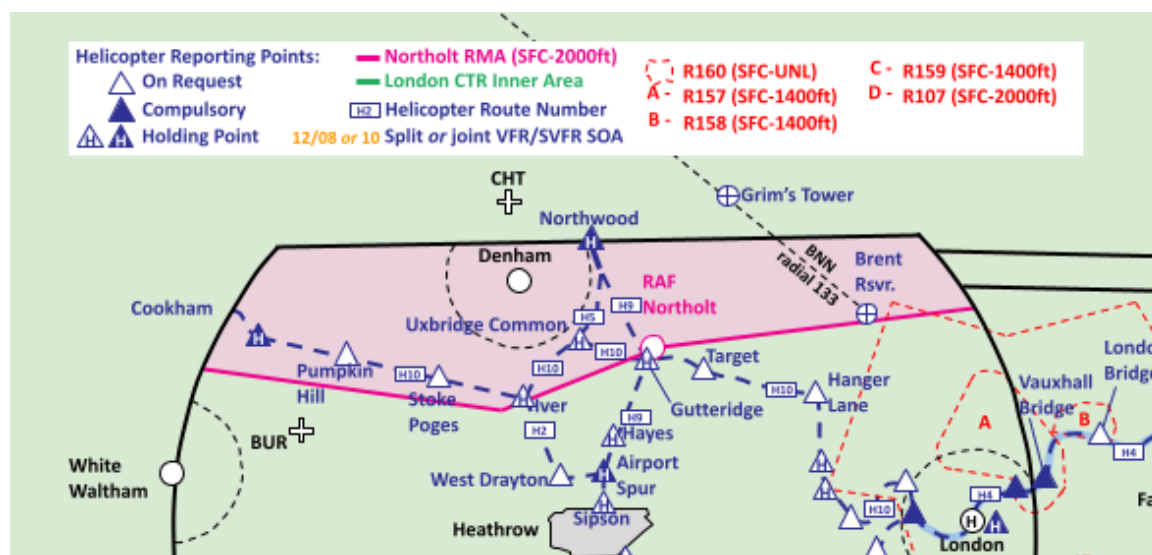 Helicopter Reporting Points:
On Request
Compulsory
H H Holding Point
Northolt RMA (SFC-2000ft)
London CTR Inner Area
H2 Helicopter Route Number
12/08 or 10 Split or joint VFR/SVFR SOA
R160 (SFC-UNL)
A - R157 (SFC-1400ft)
B - R158 (SFC-1400ft)
C - R159 (SFC-1400ft)
D - R107 (SFC-2000ft)
CHT
Grim's Tower
Northwood
H
Denham
BNN
radial 133
Brent
Rsvr.
RAF
Northolt
Cookham
H9
H5
Uxbridge Common
H
H
H10
Target
H10
H
Pumpkin
Hill
H10
Stoke
Poges
H
Iver
H10
Hanger
Lane
London
Bridge
Vauxhall
Bridge
Gutteridge
A
B
H9
H2
H
Hayes
BUR
H4
White
Waltham
West Drayton
H
Airport
Spur
H
H
H
Sipson
H4
H10
Heathrow
H
H
London
Fa